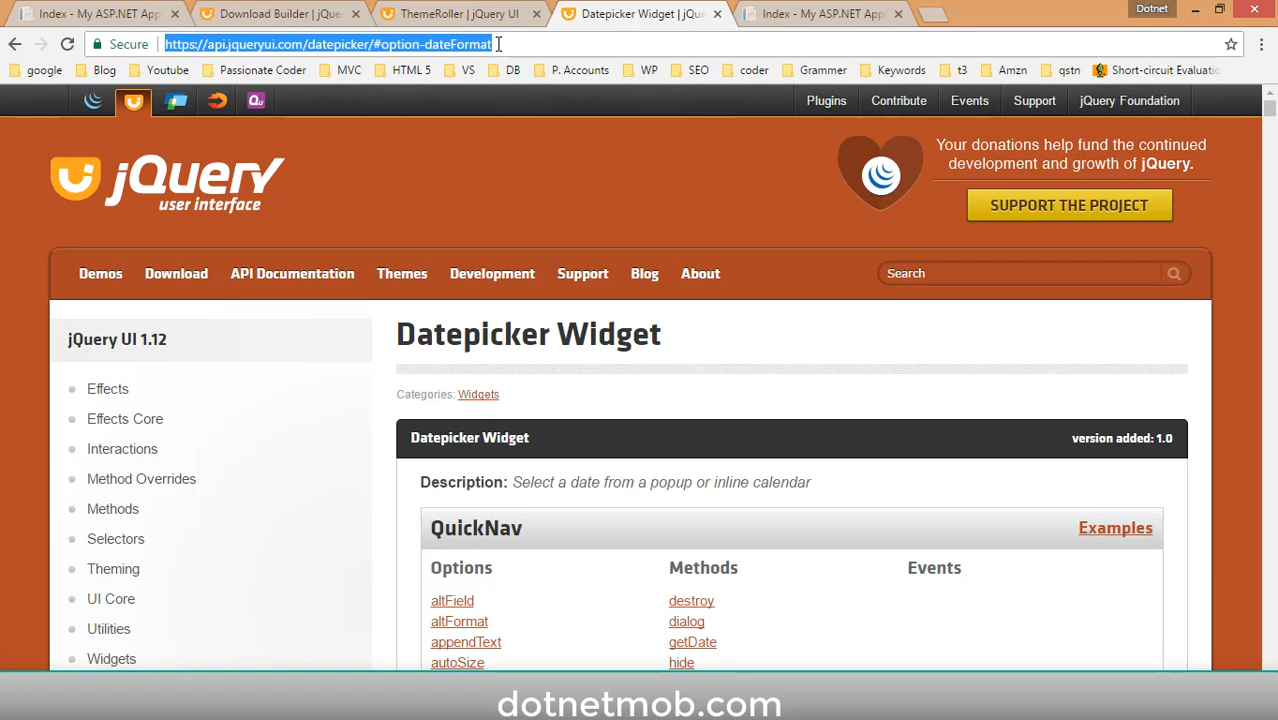 Index - My ASP.NET App
Download Builder | jQue
ThemeRoller | jQuery UI
Datepicker Widget | jQu
Index - My ASP.NET App
Dotnet
Secure
https://api.jqueryui.com/datepicker/#option-dateFormat
google
Blog
Youtube
Passionate Coder
MVC
HTML 5
VS
DB
P. Accounts
WP
SEO
coder
Grammer
Keywords
t3
Amzn
qstn
Short-circuit Evaluatio
Qu
Plugins
Contribute
Events
Support
jQuery Foundation
jQuery
user interface
Your donations help fund the continued
development and growth of jQuery.
SUPPORT THE PROJECT
Demos
Download
API Documentation
Themes
Development
Support
Blog
About
Search
jQuery UI 1.12
Effects
Effects Core
Interactions
Method Overrides
Methods
Selectors
Theming
UI Core
Utilities
Widgets
Datepicker Widget
Categories: Widgets
Datepicker Widget
version added: 1.0
Description: Select a date from a popup or inline calendar
QuickNav
Examples
Options
Methods
Events
altField
destroy
altFormat
dialog
appendText
getDate
autoSize
hide
dotnetmob.com